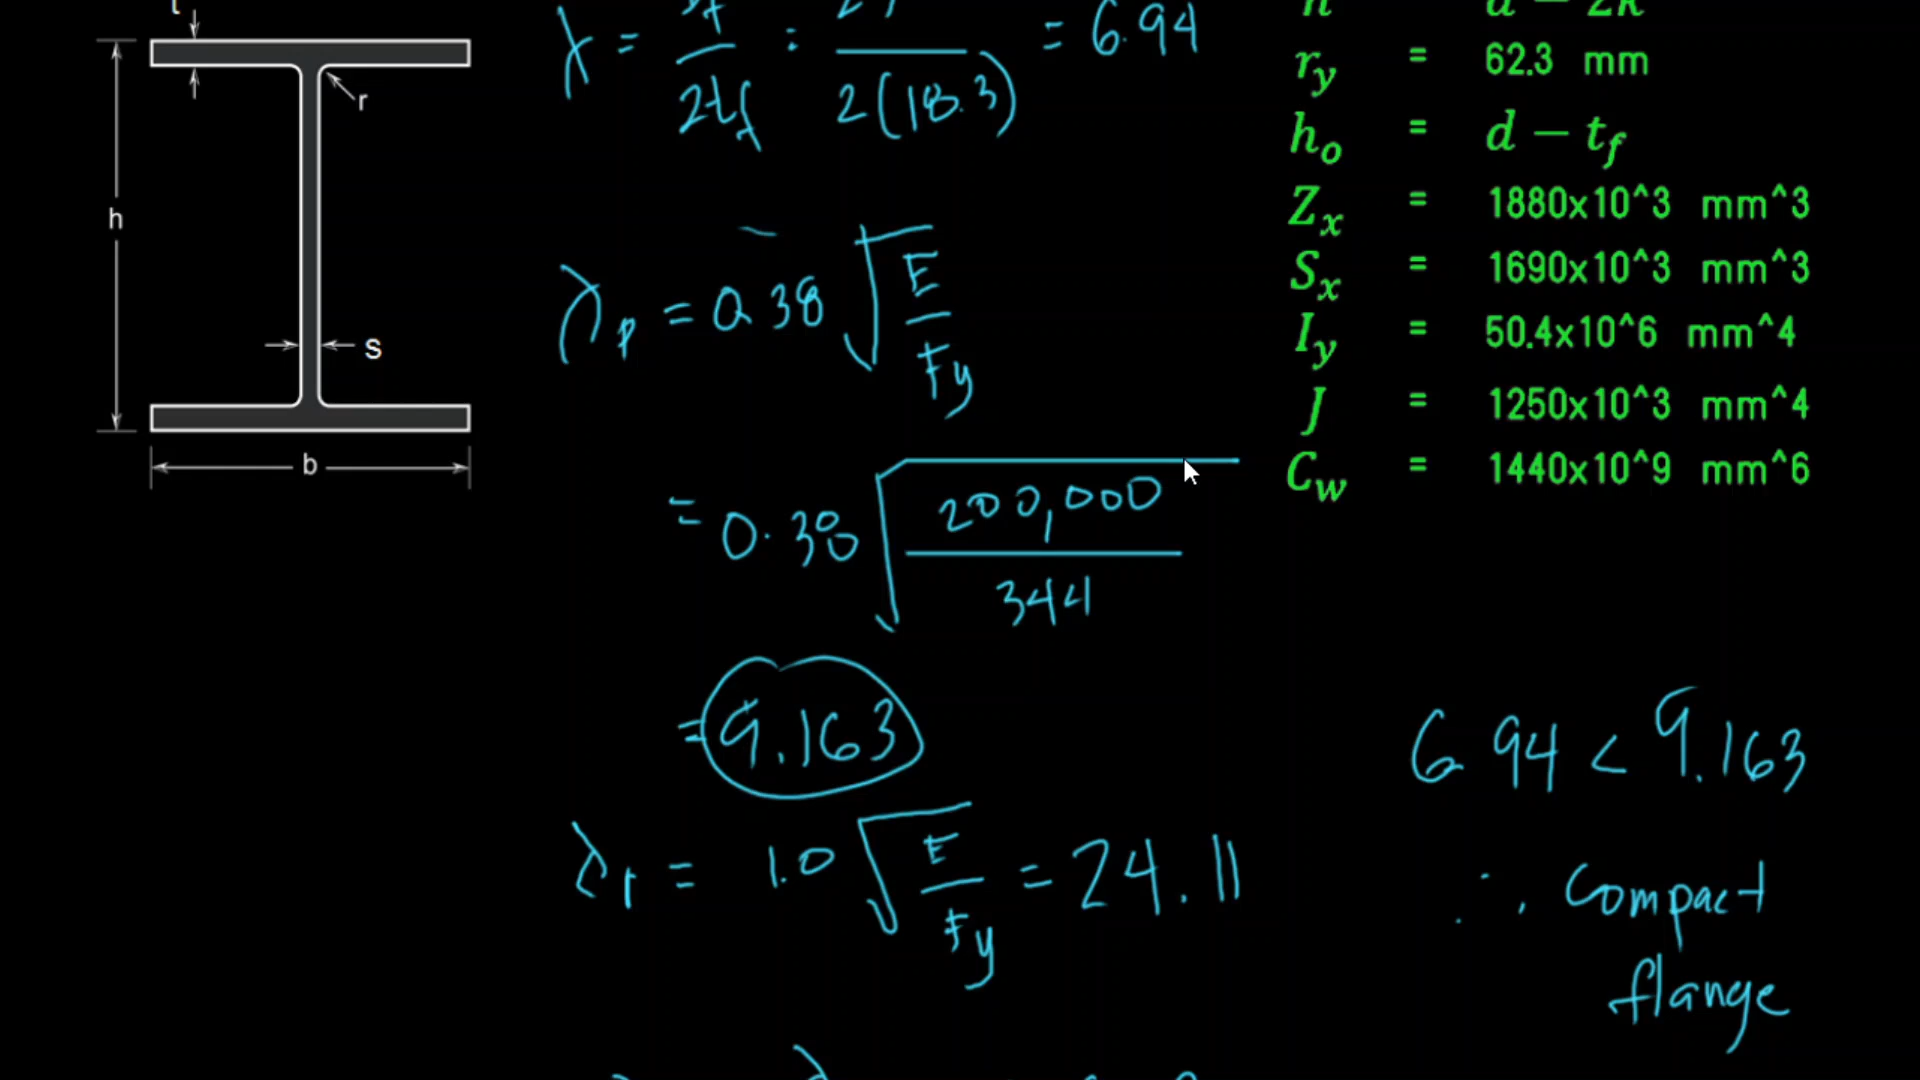 t
r
h
s
b
λ = /2tf = /2(18.3) = 6.94
λp = 0.38 √E/Fy
= 0.38 √200,000/344
= 9.163
λr = 1.0 √E/Fy = 24.11
ry = 62.3 mm
ho = d − tf
Zx = 1880x10^3 mm^3
Sx = 1690x10^3 mm^3
Iy = 50.4x10^6 mm^4
J = 1250x10^3 mm^4
Cw = 1440x10^9 mm^6
6.94 < 9.163
∴ Compact
flange